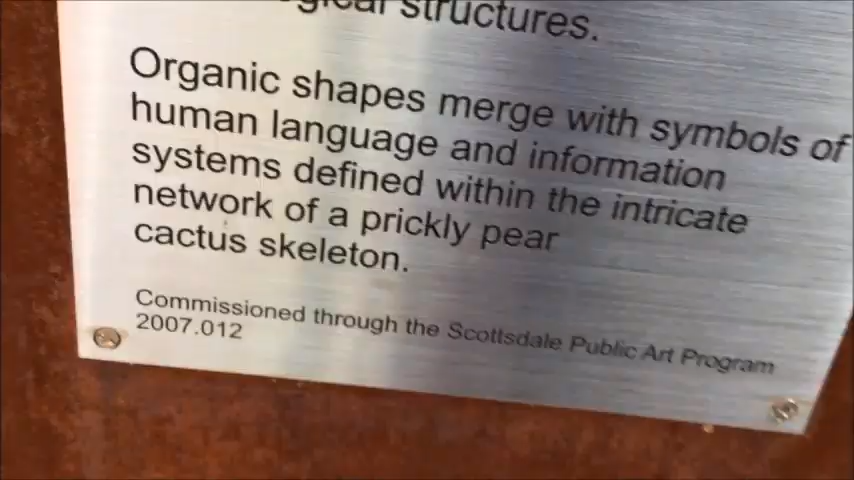 structures.
Organic shapes merge with symbols of
human language and information
systems defined within the intricate
network of a prickly pear
cactus skeleton.
Commissioned through the Scottsdale Public Art Program
2007.012